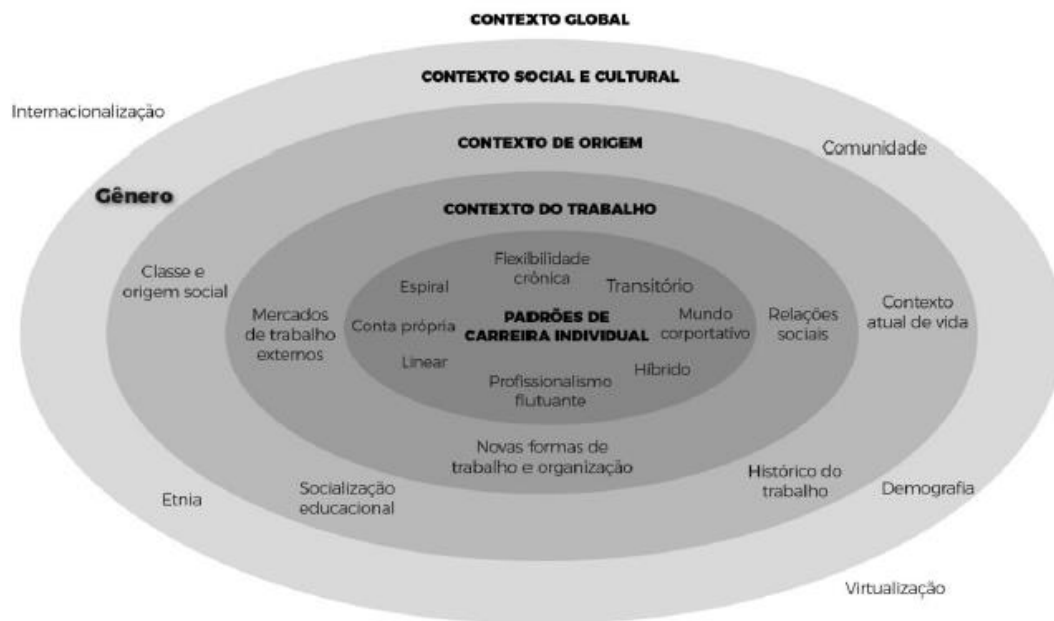 CONTEXTO GLOBAL
CONTEXTO SOCIAL E CULTURAL
Internacionalização
CONTEXTO DE ORIGEM
Comunidade
Gênero
CONTEXTO DO TRABALHO
Flexibilidade
crônica
Classe e
origem social
Espiral
Transitório
Mercados
de trabalho
externos
Conta própria
PADRÕES DE
CARREIRA INDIVIDUAL
Mundo
corportativo
Relações
sociais
Contexto
atual de vida
Linear
Híbrido
Profissionalismo
flutuante
Novas formas de
trabalho e organização
Socialização
educacional
Histórico do
trabalho
Etnia
Demografia
Virtualização